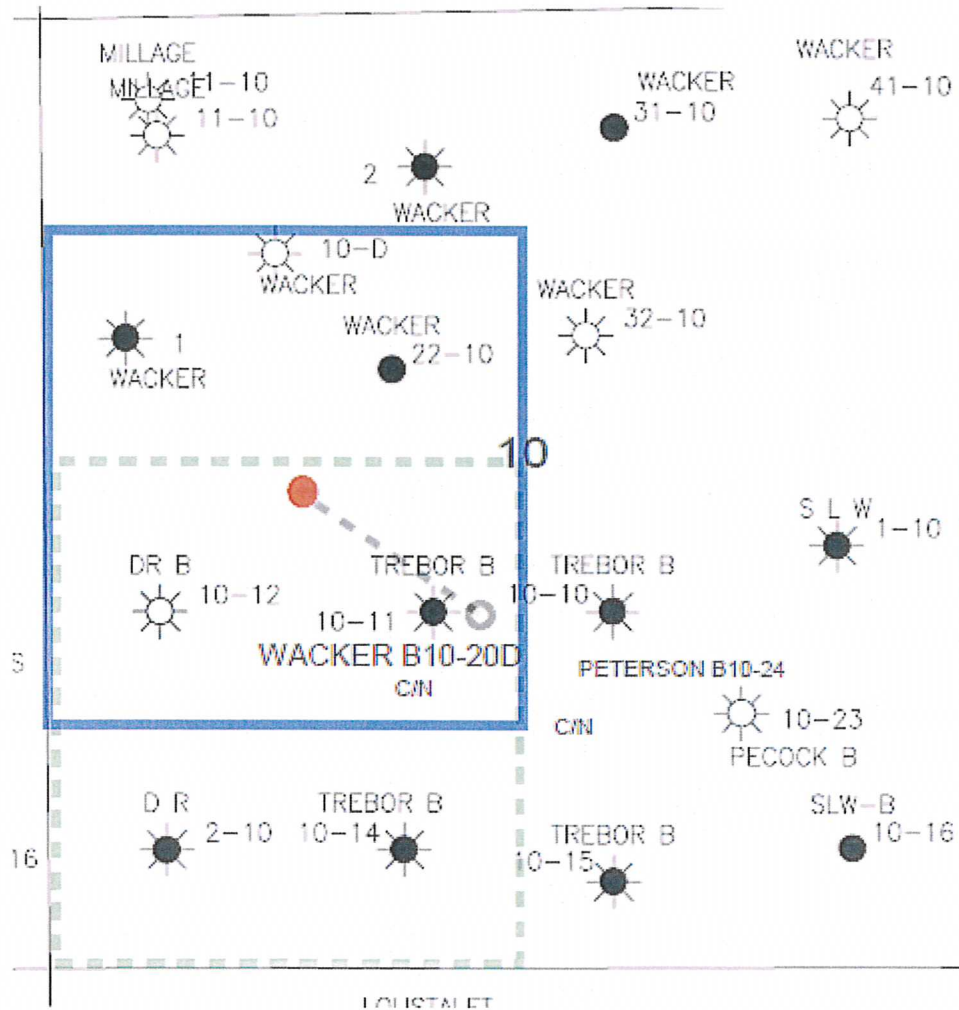 MILLAGE
11-10
MILLAGE
11-10
WACKER
31-10
WACKER
41-10
2
WACKER
10-D
WACKER
WACKER
32-10
1
WACKER
WACKER
22-10
10
S L W
1-10
DR B
10-12
TREBOR B
10-11
TREBOR B
10-10
WACKER B10-20D
C/N
S
PETERSON B10-24
C/N
10-23
PECOCK B
D R
2-10
TREBOR B
10-14
TREBOR B
10-15
SLW-B
10-16
16
LOUSTALET